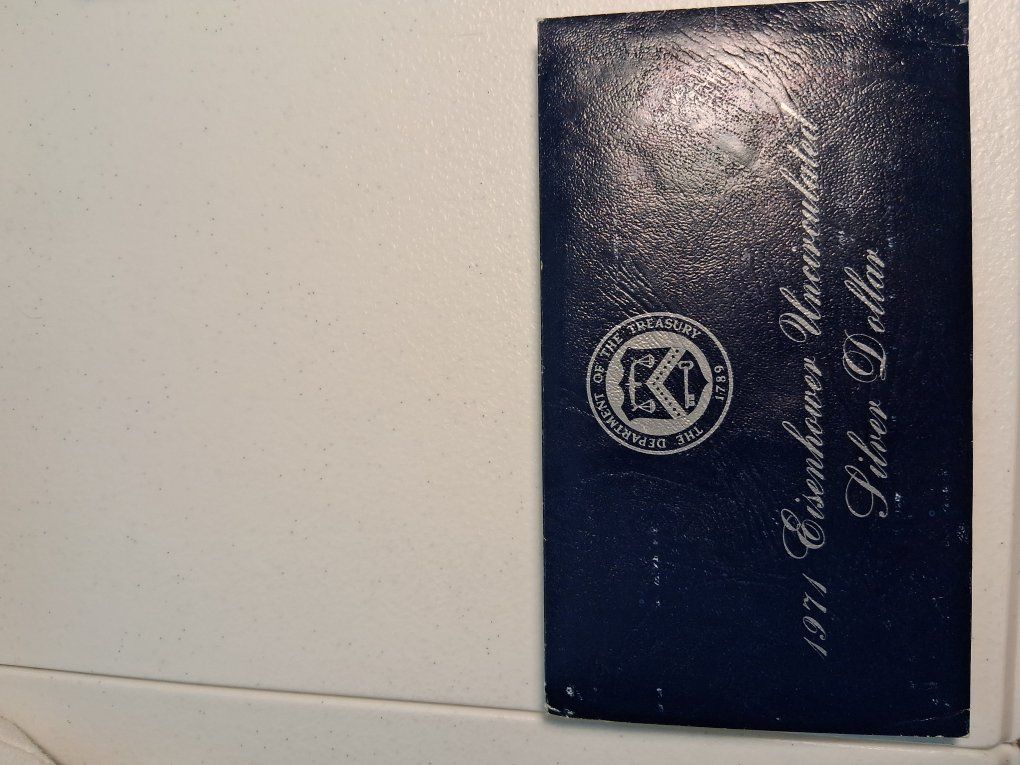 THE DEPARTMENT OF THE TREASURY
1789
1971 Eisenhower Uncirculated
Silver Dollar